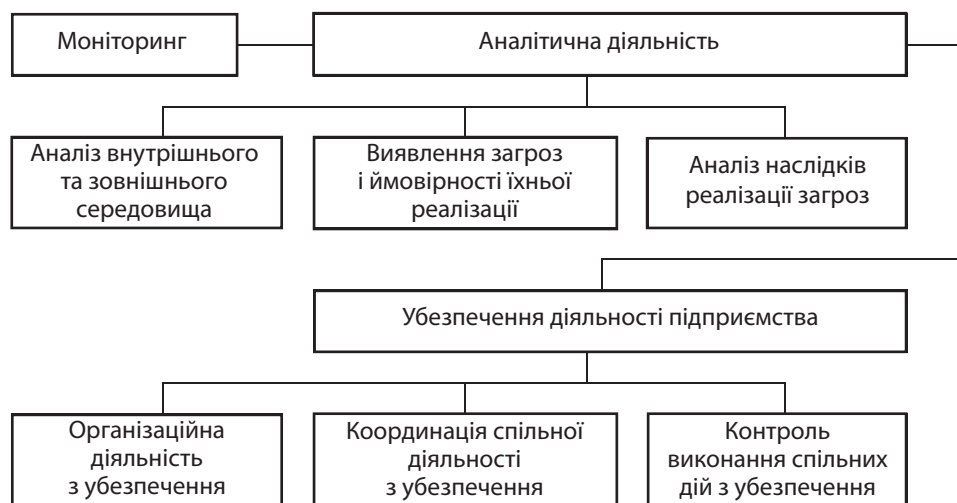 Моніторинг
Аналітична діяльність
Аналіз внутрішнього
та зовнішнього
середовища
Виявлення загроз
і ймовірності їхньої
реалізації
Аналіз наслідків
реалізації загроз
Убезпечення діяльності підприємства
Організаційна
діяльність
з убезпечення
Координація спільної
діяльності
з убезпечення
Контроль
виконання спільних
дій з убезпечення